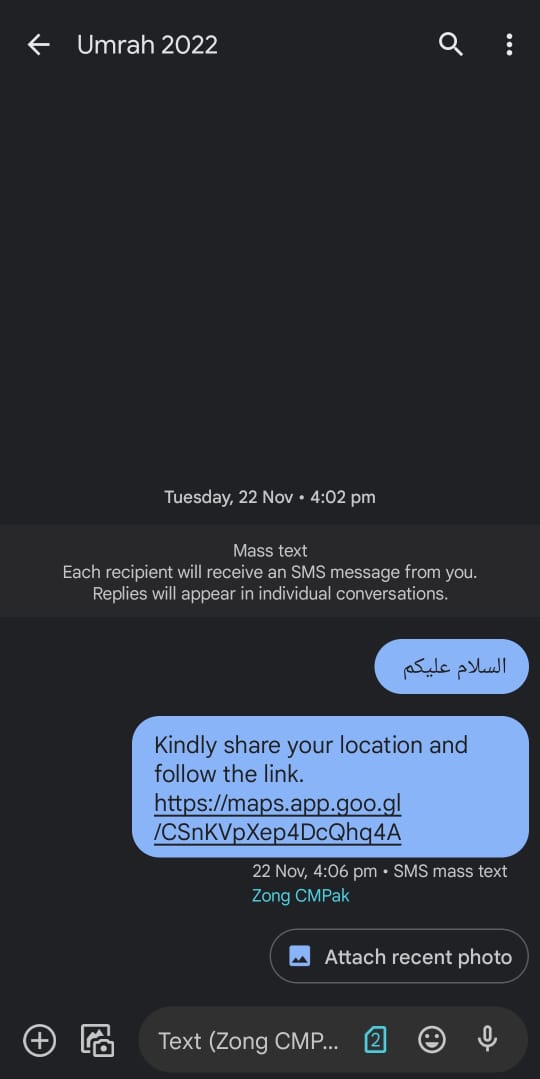 Umrah 2022
Tuesday, 22 Nov • 4:02 pm
Mass text
Each recipient will receive an SMS message from you.
Replies will appear in individual conversations.
السلام عليكم
Kindly share your location and
follow the link.
https://maps.app.goo.gl
/CSnKVpXep4DcQhq4A
22 Nov, 4:06 pm • SMS mass text
Zong CMPak
Attach recent photo
Text (Zong CMP...
2